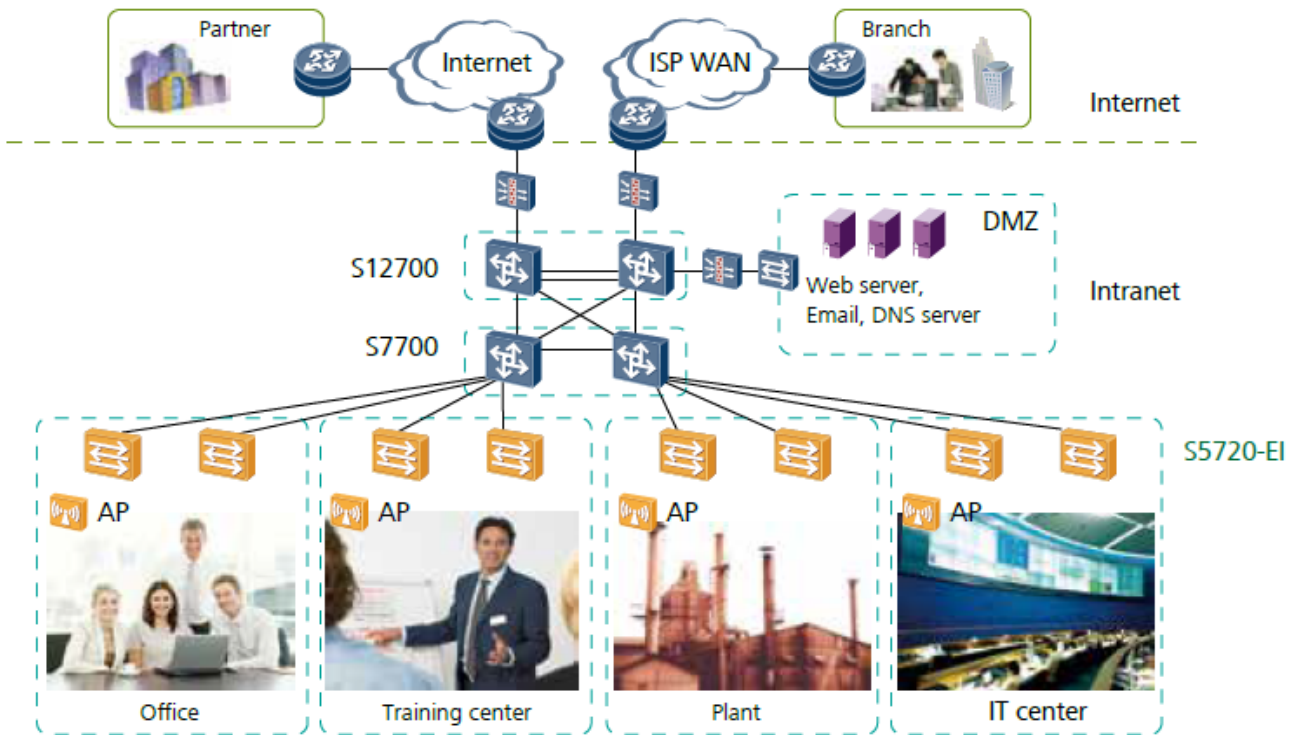 Partner
Internet
ISP WAN
Branch
Internet
DMZ
S12700
Web server,
Email, DNS server
Intranet
S7700
S5720-EI
AP
AP
AP
AP
Office
Training center
Plant
IT center